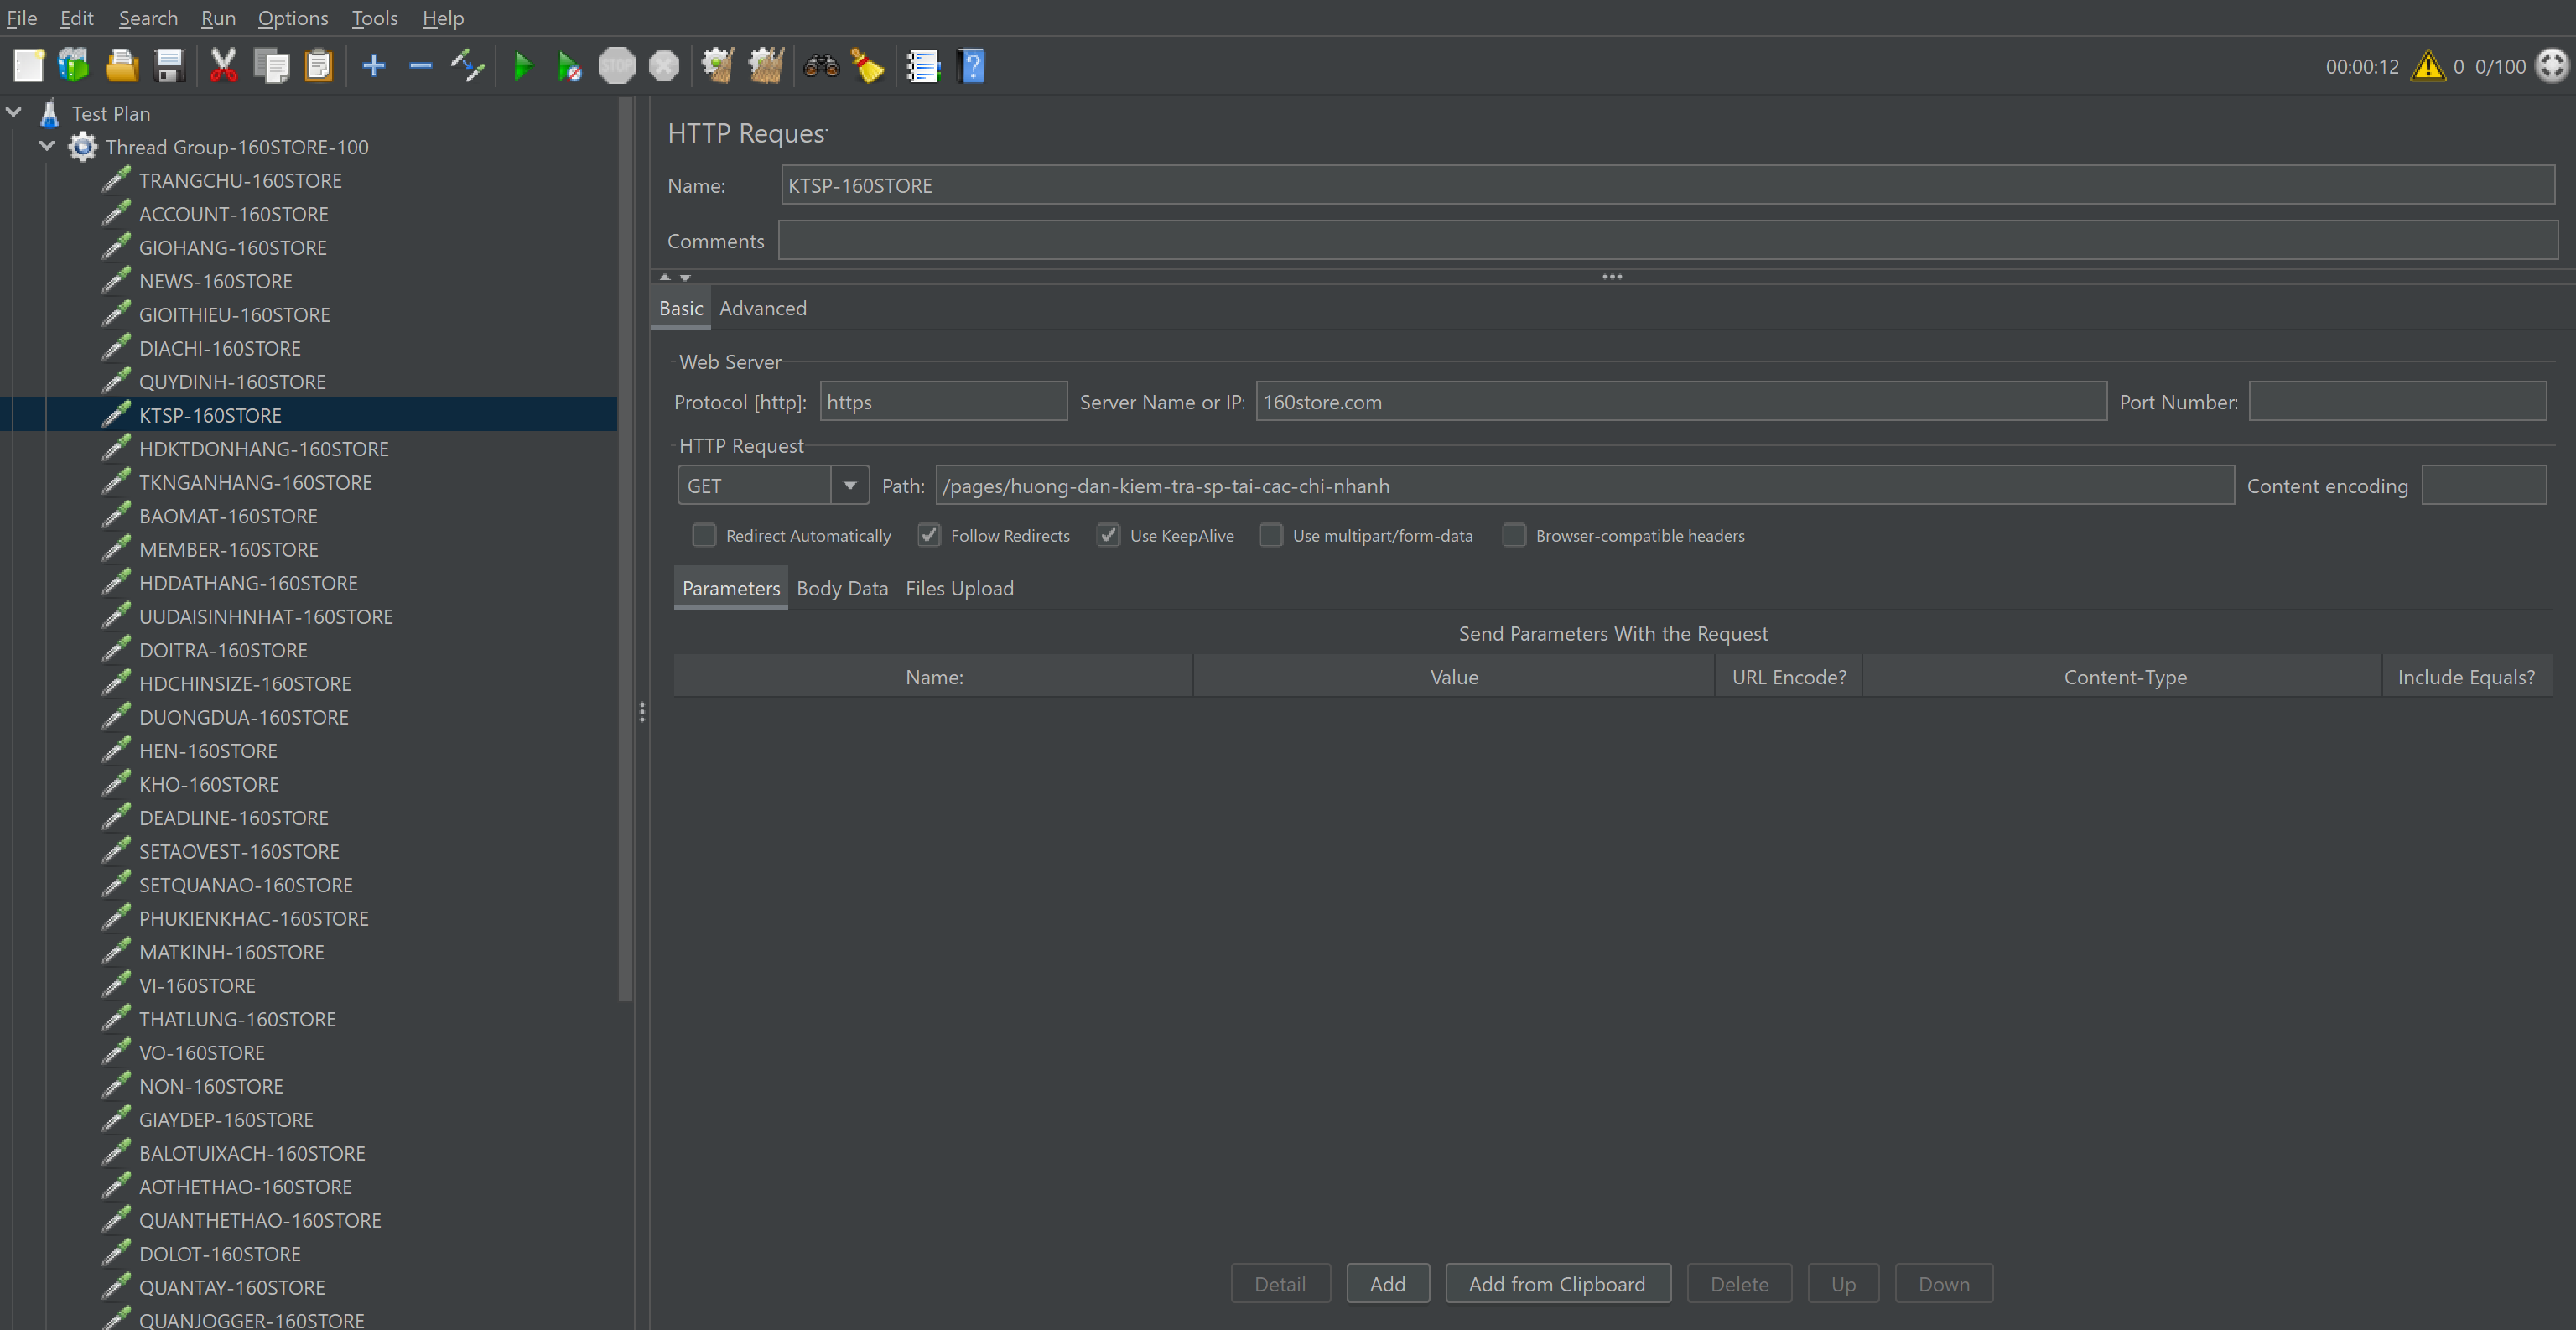 File Edit Search Run Options Tools Help
STOP
00:00:12 0 0/100
Test Plan
Thread Group-160STORE-100
TRANGCHU-160STORE
ACCOUNT-160STORE
GIOHANG-160STORE
NEWS-160STORE
GIOITHIEU-160STORE
DIACHI-160STORE
QUYDINH-160STORE
KTSP-160STORE
HDKTDONHANG-160STORE
TKNGANHANG-160STORE
BAOMAT-160STORE
MEMBER-160STORE
HDDATHANG-160STORE
UUDAISINHNHAT-160STORE
DOITRA-160STORE
HDCHINSIZE-160STORE
DUONGDUA-160STORE
HEN-160STORE
KHO-160STORE
DEADLINE-160STORE
SETAOVEST-160STORE
SETQUANAO-160STORE
PHUKIENKHAC-160STORE
MATKINH-160STORE
VI-160STORE
THATLUNG-160STORE
VO-160STORE
NON-160STORE
GIAYDEP-160STORE
BALOTUIXACH-160STORE
AOTHETHAO-160STORE
QUANTHETHAO-160STORE
DOLOT-160STORE
QUANTAY-160STORE
QUANJOGGER-160STORE
HTTP Request
Name: KTSP-160STORE
Comments:
Basic Advanced
Web Server
Protocol [http]: https Server Name or IP: 160store.com Port Number:
HTTP Request
GET Path: /pages/huong-dan-kiem-tra-sp-tai-cac-chi-nhanh Content encoding
Redirect Automatically Follow Redirects Use KeepAlive Use multipart/form-data Browser-compatible headers
Parameters Body Data Files Upload
Send Parameters With the Request
Name: Value URL Encode? Content-Type Include Equals?
Detail Add Add from Clipboard Delete Up Down